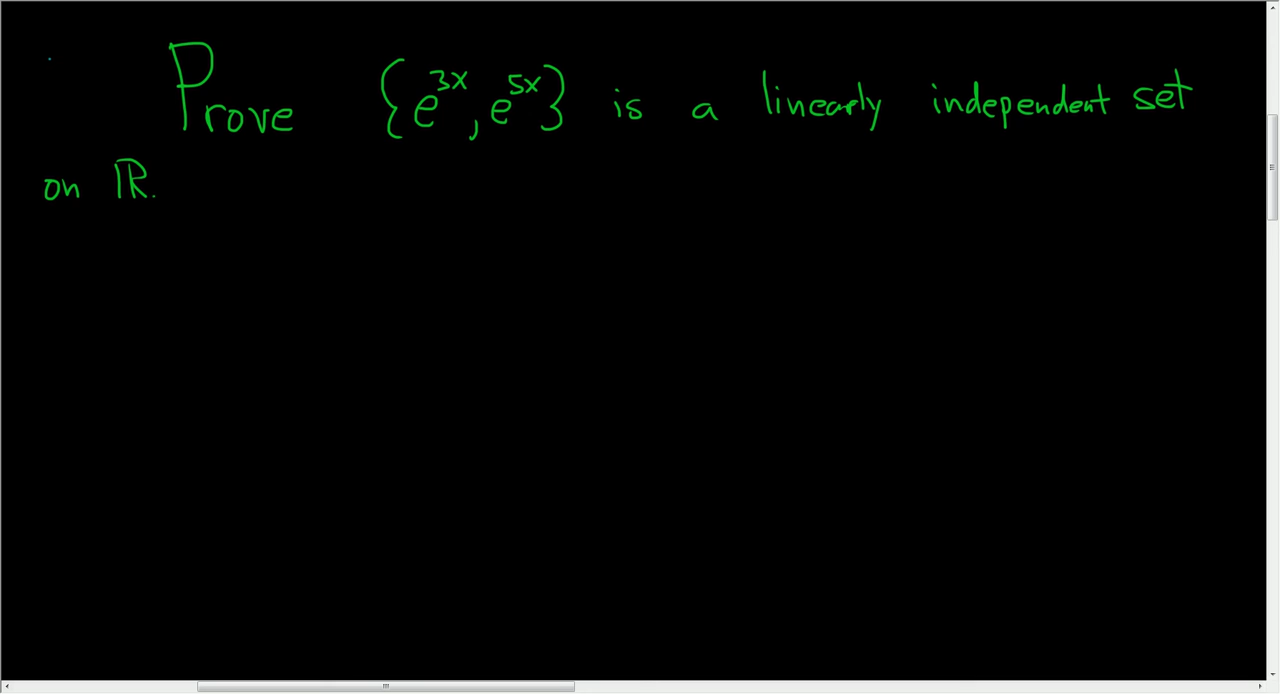 Prove {e^{3x}, e^{5x}} is a linearly independent set
on ℝ.